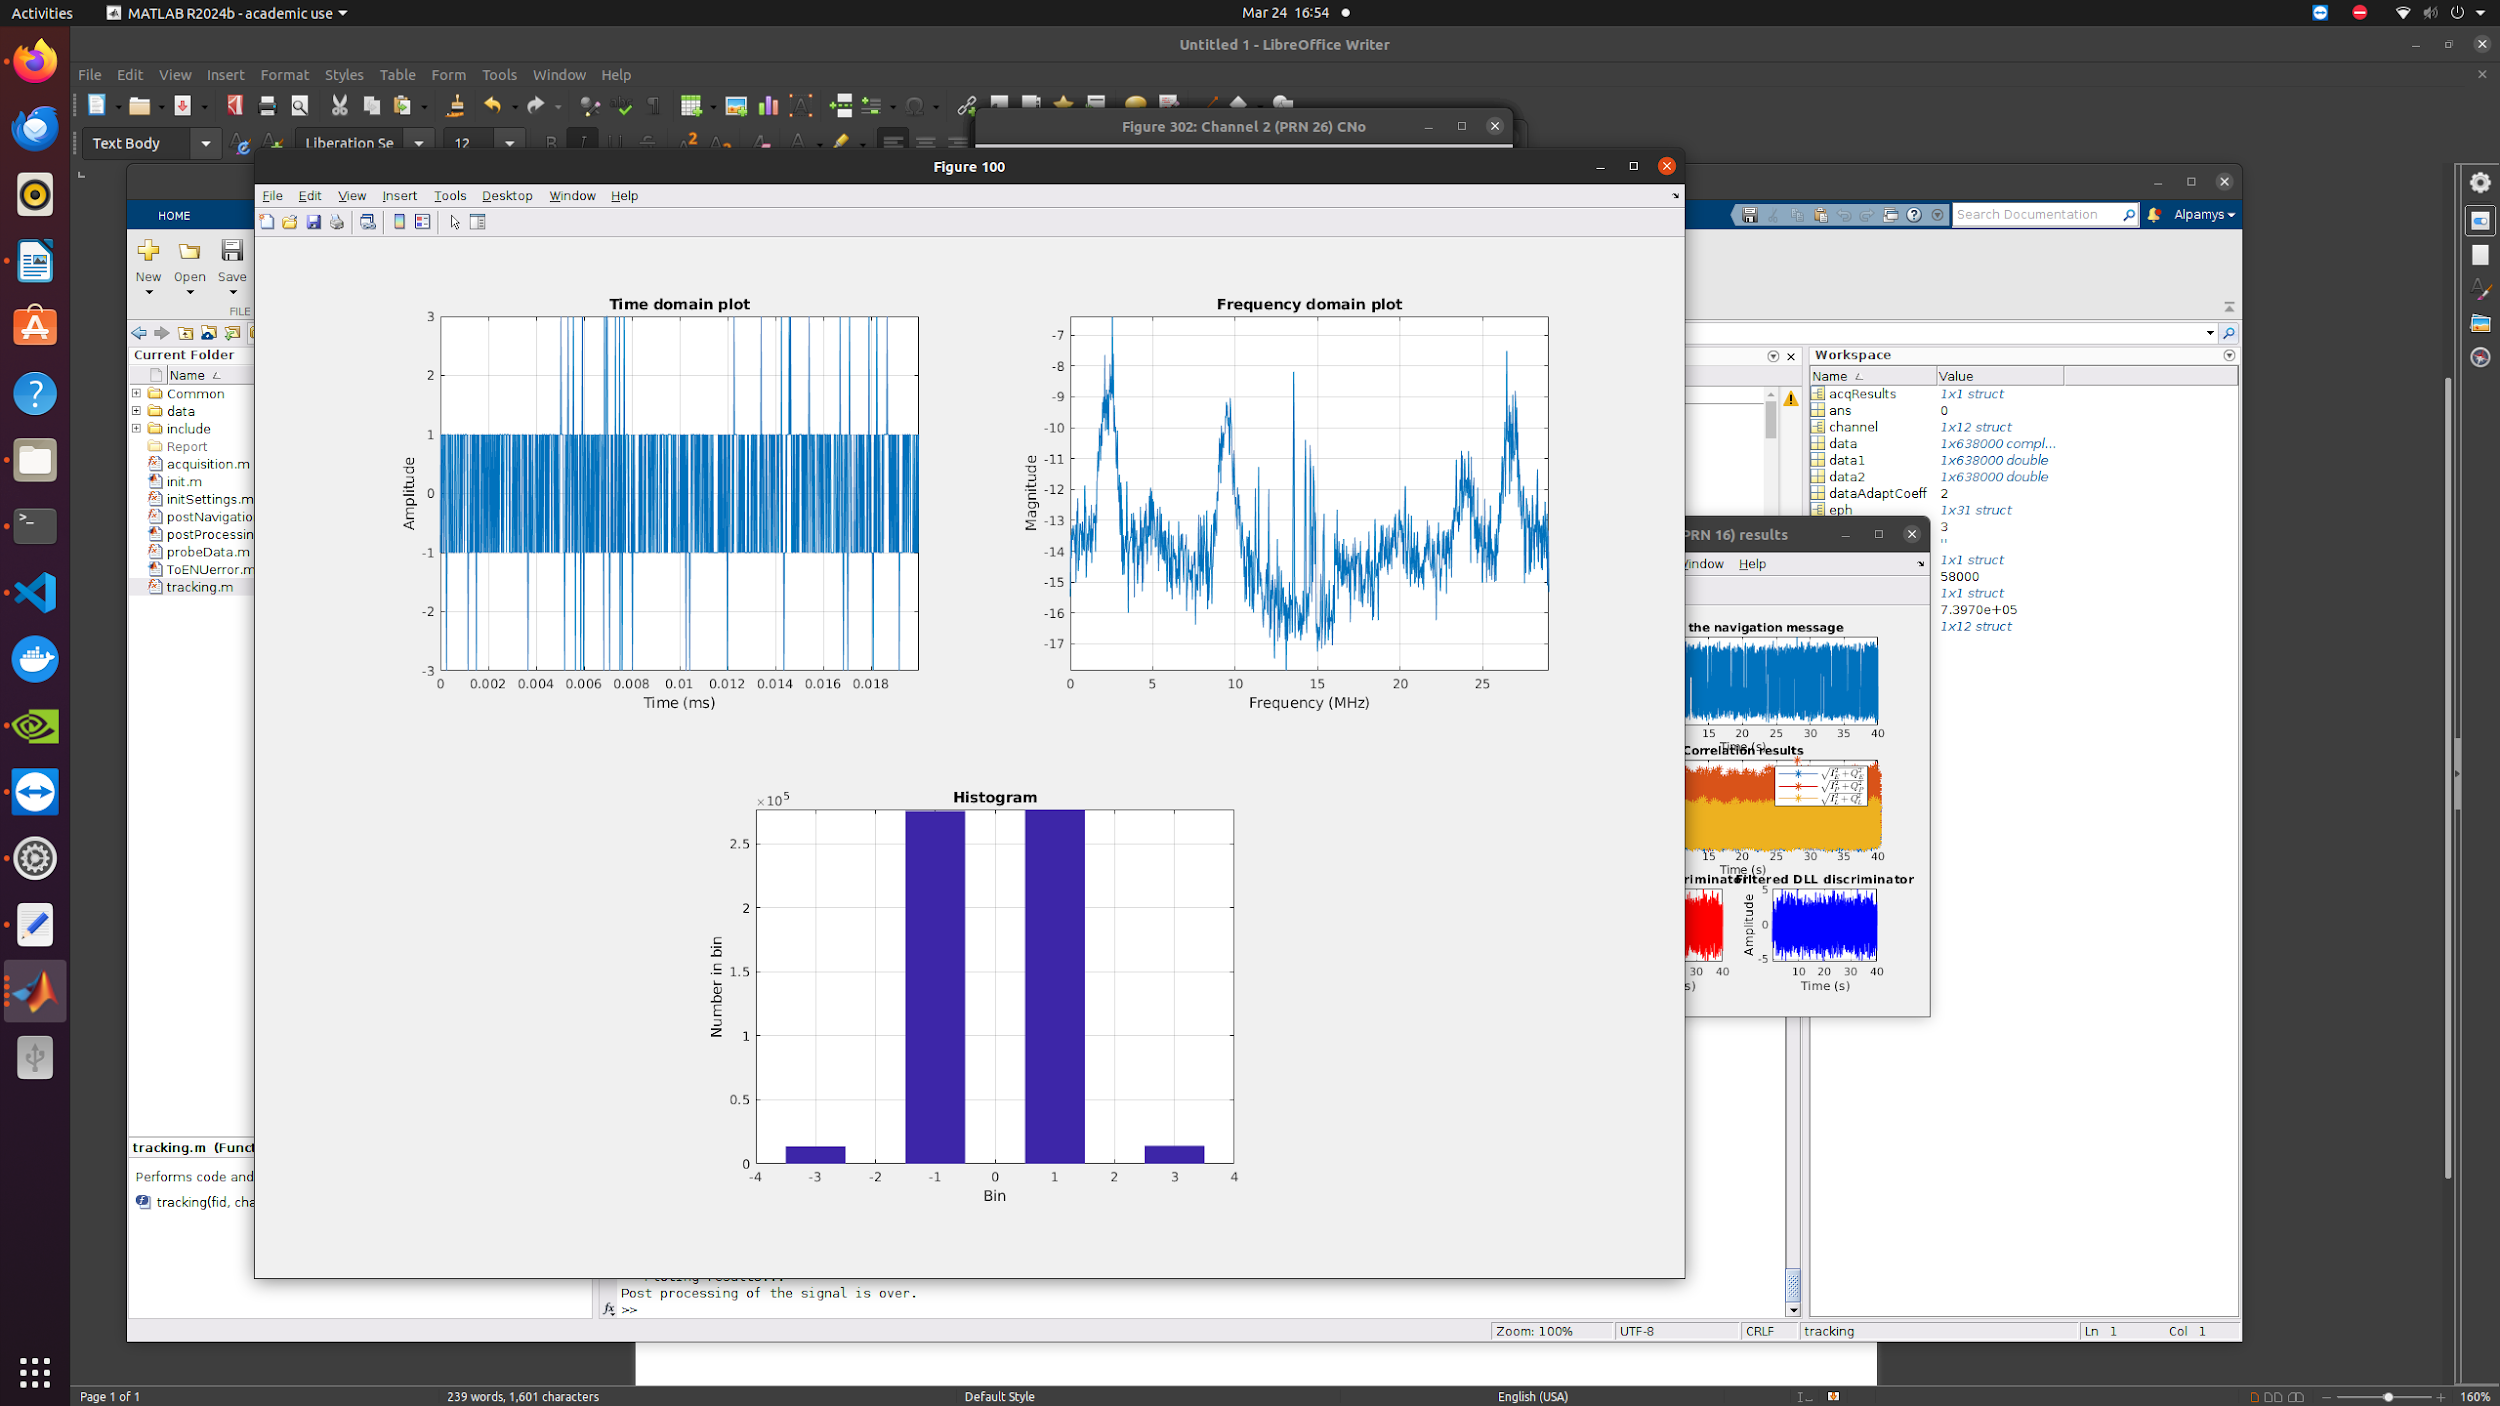 Activities
MATLAB R2024b - academic use
Mar 24 16:54
Untitled 1 - LibreOffice Writer
File Edit View Insert Format Styles Table Form Tools Window Help
Text Body
Liberation Se
12
Figure 302: Channel 2 (PRN 26) CNo
Figure 100
File Edit View Insert Tools Desktop Window Help
HOME
Search Documentation
Alpamys
New
Open
Save
FILE
Current Folder
Name
Common
data
include
Report
acquisition.m
init.m
initSettings.m
postNavigatio
postProcessin
probeData.m
ToENUerror.m
tracking.m
Time domain plot
3
2
1
0
-1
-2
-3
Amplitude
0 0.002 0.004 0.006 0.008 0.01 0.012 0.014 0.016 0.018
Time (ms)
Frequency domain plot
-7
-8
-9
-10
-11
-12
-13
-14
-15
-16
-17
Magnitude
0 5 10 15 20 25
Frequency (MHz)
Histogram
×10^5
2.5
2
1.5
1
0.5
0
Number in bin
-4 -3 -2 -1 0 1 2 3 4
Bin
Workspace
Name Value
acqResults 1x1 struct
ans 0
channel 1x12 struct
data 1x638000 compl...
data1 1x638000 double
data2 1x638000 double
dataAdaptCoeff 2
eph 1x31 struct
3
''
1x1 struct
58000
1x1 struct
7.3970e+05
1x12 struct
PRN 16) results
indow Help
the navigation message
15 20 25 30 35 40
Time (s)
Correlation results
√I²E + Q²E
√I²P + Q²P
√I²L + Q²L
15 20 25 30 35 40
Time (s)
riminator
Filtered DLL discriminator
Amplitude
5
0
-5
30 40
s)
10 20 30 40
Time (s)
tracking.m (Funct
Performs code and
tracking(fid, cha
Post processing of the signal is over.
fx >>
Zoom: 100% UTF-8 CRLF tracking Ln 1 Col 1
Page 1 of 1
239 words, 1,601 characters
Default Style
English (USA)
160%